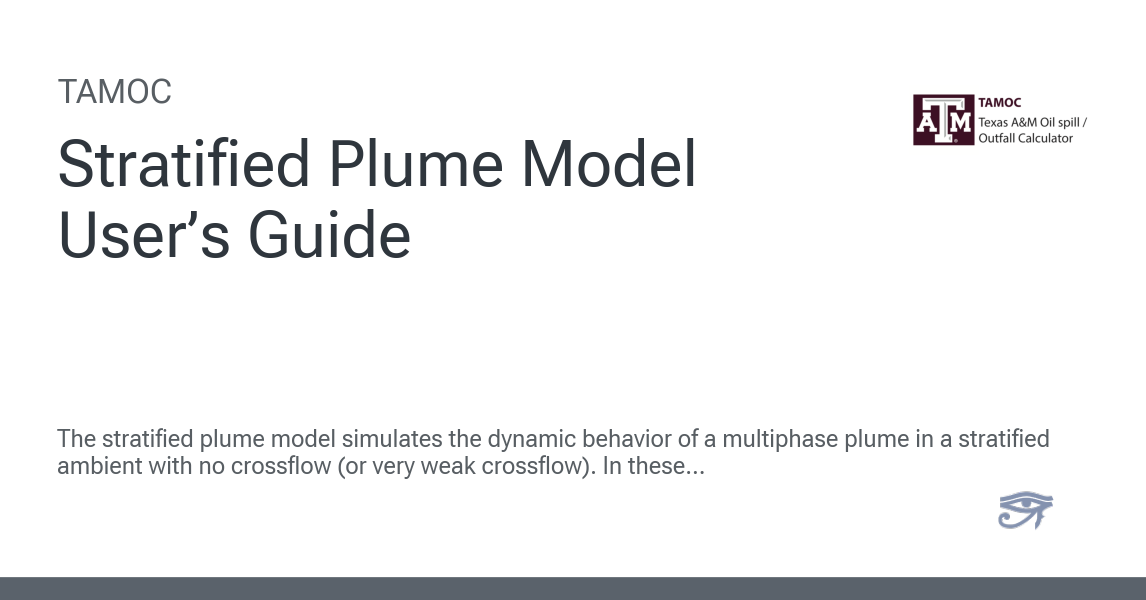 TAMOC
Stratified Plume Model
User’s Guide
ATM
TAMOC
Texas A&M Oil spill /
Outfall Calculator
The stratified plume model simulates the dynamic behavior of a multiphase plume in a stratified
ambient with no crossflow (or very weak crossflow). In these...